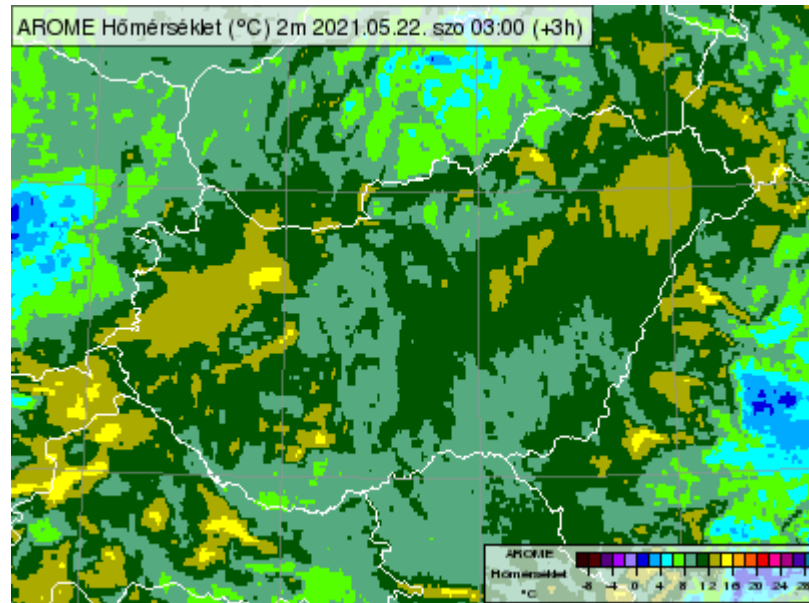 AROME Hőmérséklet (°C) 2m 2021.05.22. szo 03:00 (+3h)
AROME
Hőmérséklet
°C
-8 -4 0 4 8 12 16 20 24 28